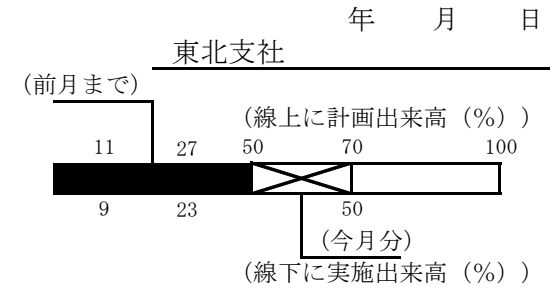 年 月 日
東北支社
（前月まで）
（線上に計画出来高（％））
11 27 50 70 100
9 23 50
（今月分）
（線下に実施出来高（％））